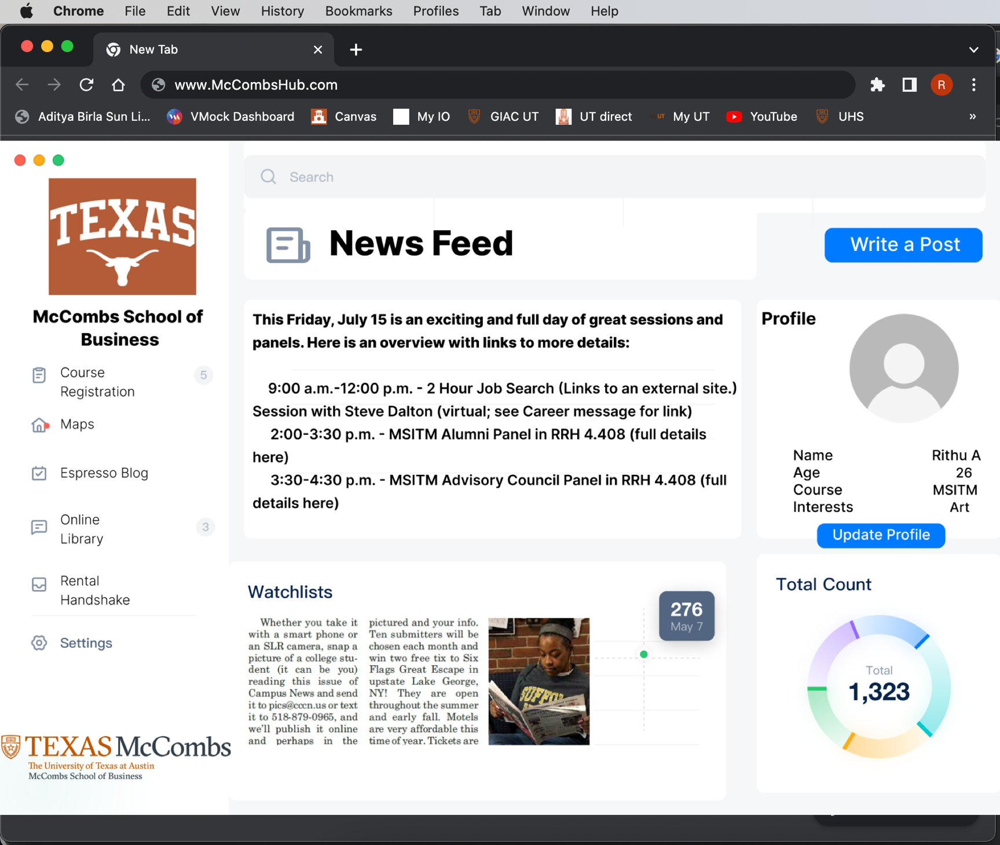 Chrome File Edit View History Bookmarks Profiles Tab Window Help
New Tab
www.McCombsHub.com
R
Aditya Birla Sun Li... VMock Dashboard Canvas My IO GIAC UT UT direct My UT YouTube UHS »
TEXAS
McCombs School of
Business
Course
Registration
5
Maps
Espresso Blog
Online
Library
3
Rental
Handshake
Settings
TEXAS McCombs
The University of Texas at Austin
McCombs School of Business
Search
News Feed
Write a Post
This Friday, July 15 is an exciting and full day of great sessions and
panels. Here is an overview with links to more details:
9:00 a.m.-12:00 p.m. - 2 Hour Job Search (Links to an external site.)
Session with Steve Dalton (virtual; see Career message for link)
2:00-3:30 p.m. - MSITM Alumni Panel in RRH 4.408 (full details
here)
3:30-4:30 p.m. - MSITM Advisory Council Panel in RRH 4.408 (full
details here)
Profile
Name Rithu A
Age 26
Course MSITM
Interests Art
Update Profile
Watchlists
Whether you take it
with a smart phone or
an SLR camera, snap a
picture of a college stu-
dent (it can be you)
reading this issue of
Campus News and send
it to pics@cccn.us or text
it to 518-879-0965, and
we'll publish it online
and perhaps in the
pictured and your info.
Ten submitters will be
chosen each month and
win two free tix to Six
Flags Great Escape in
upstate Lake George,
NY! They are open
throughout the summer
and early fall. Motels
are very affordable this
time of year. Tickets are
SUFFO
276
May 7
Total Count
Total
1,323